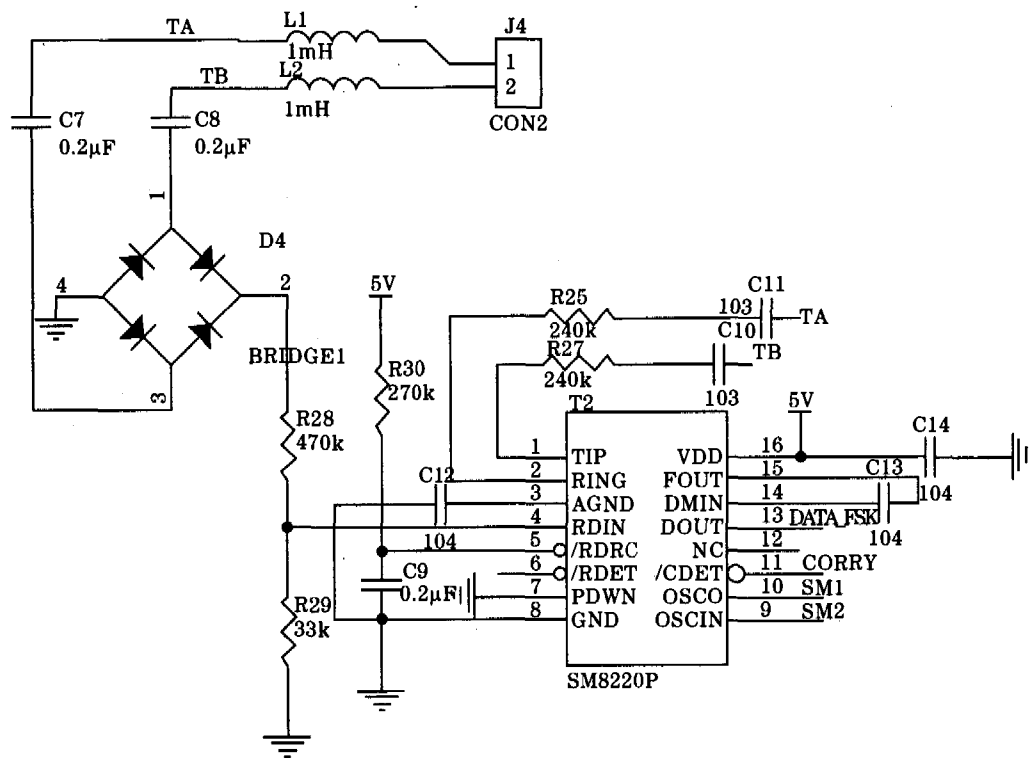 TA
L1
1mH
J4
1
2
CON2
TB
L2
1mH
C7
0.2μF
C8
0.2μF
1
D4
4
2
3
BRIDGE1
5V
R30
270k
R28
470k
R29
33k
R25
240k
R27
240k
103
C11
TA
C10
TB
103
T2
5V
C14
104
C13
104
C12
104
C9
0.2μF
1
TIP
2
RING
3
AGND
4
RDIN
5
/RDRC
6
/RDET
7
PDWN
8
GND
VDD
16
FOUT
15
DMIN
14
DOUT
13
DATA_FSK
NC
12
/CDET
11
CORRY
OSCO
10
SM1
OSCIN
9
SM2
SM8220P